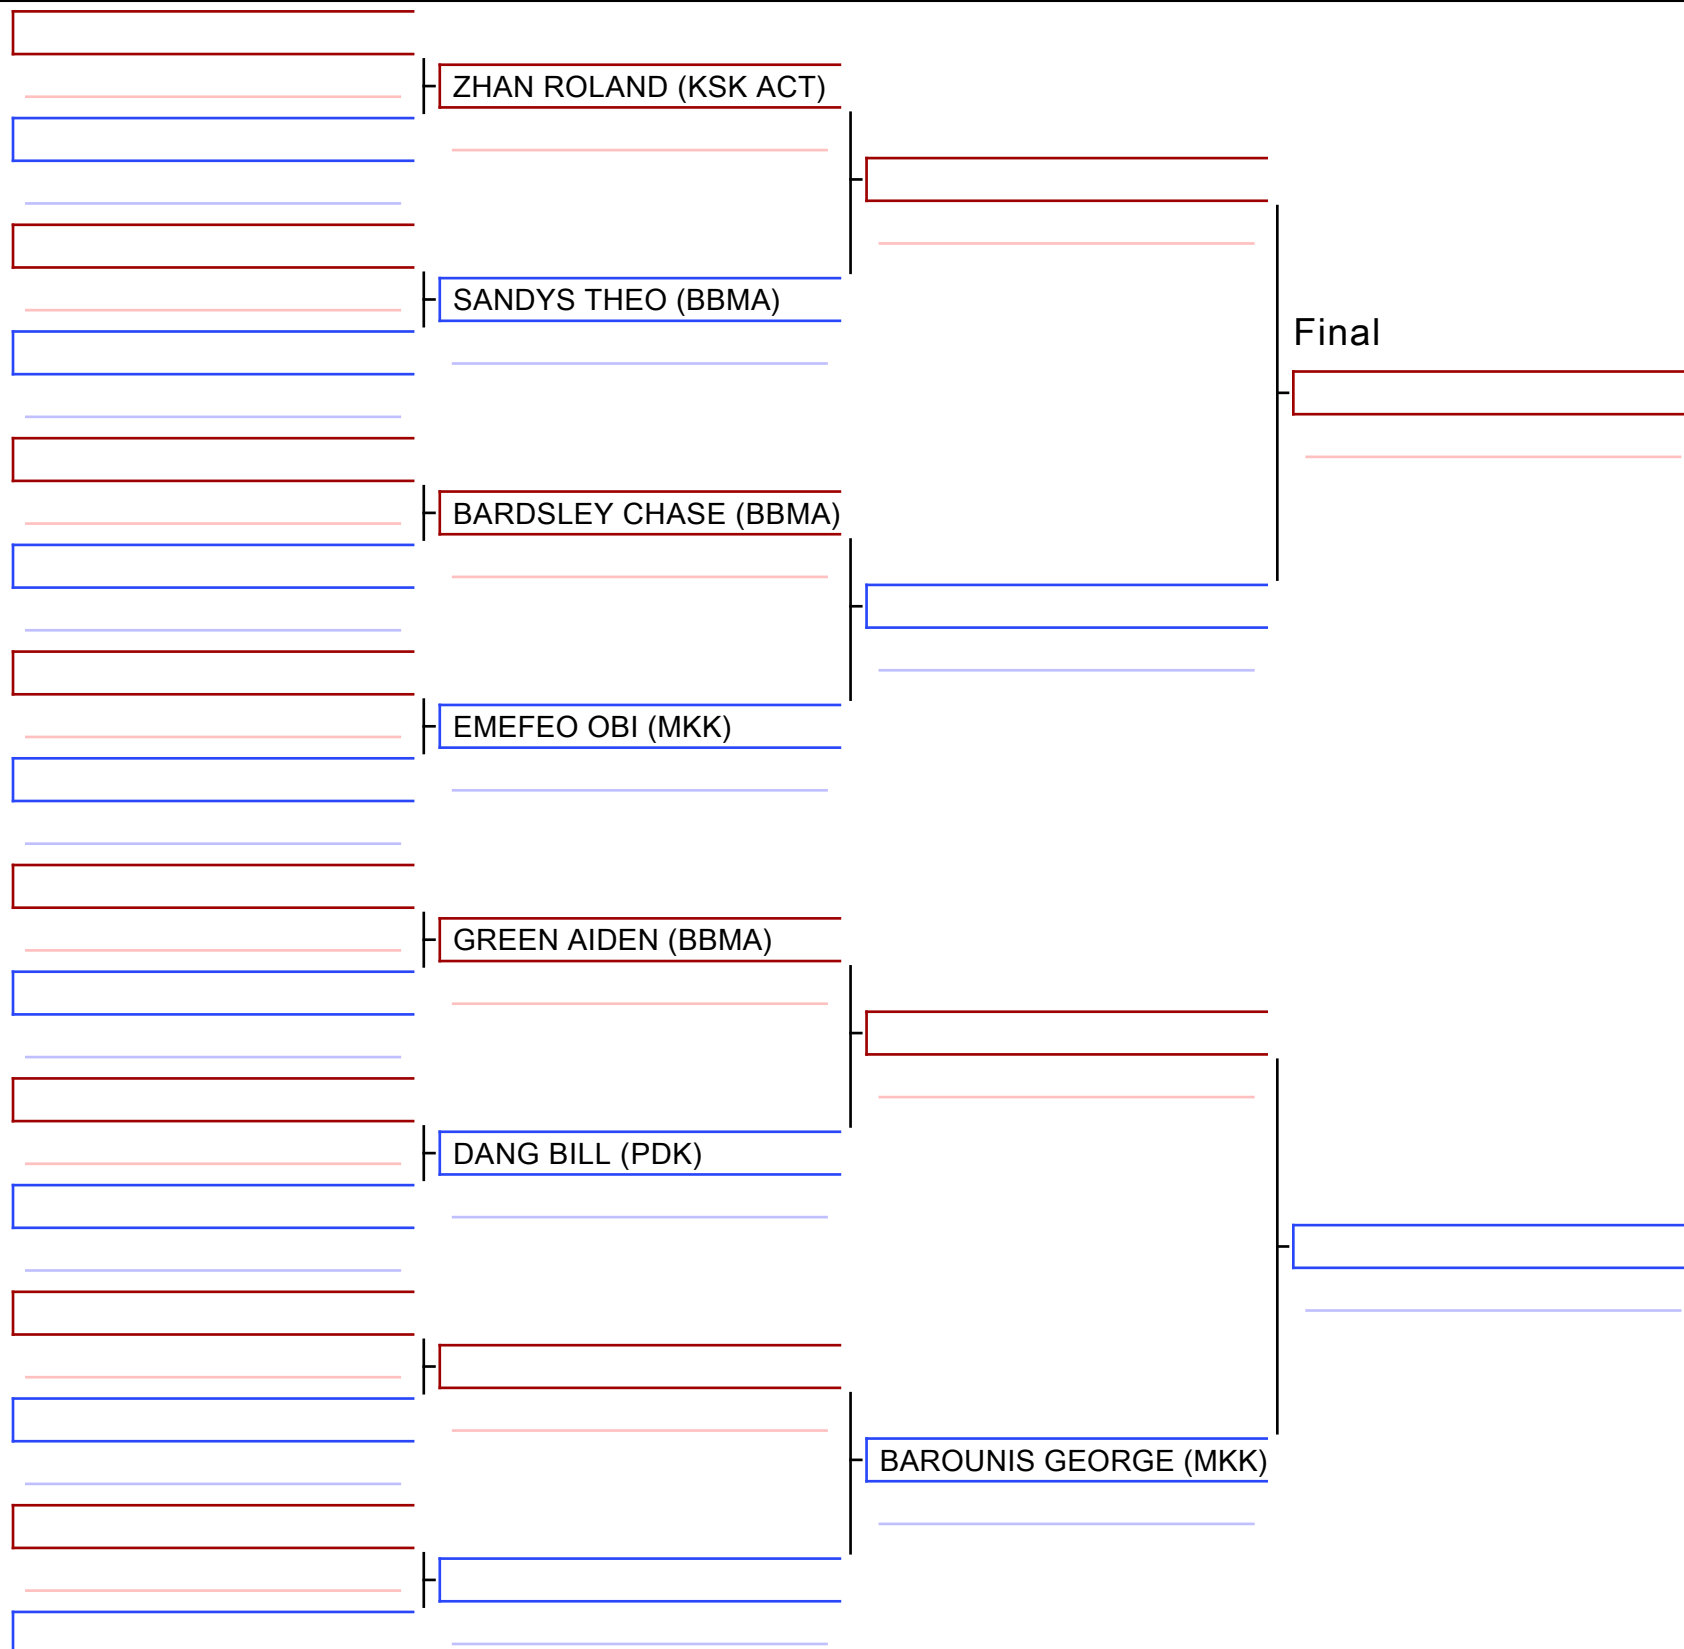 ZHAN ROLAND (KSK ACT)
SANDYS THEO (BBMA)
Final
BARDSLEY CHASE (BBMA)
EMEFEO OBI (MKK)
GREEN AIDEN (BBMA)
DANG BILL (PDK)
BAROUNIS GEORGE (MKK)